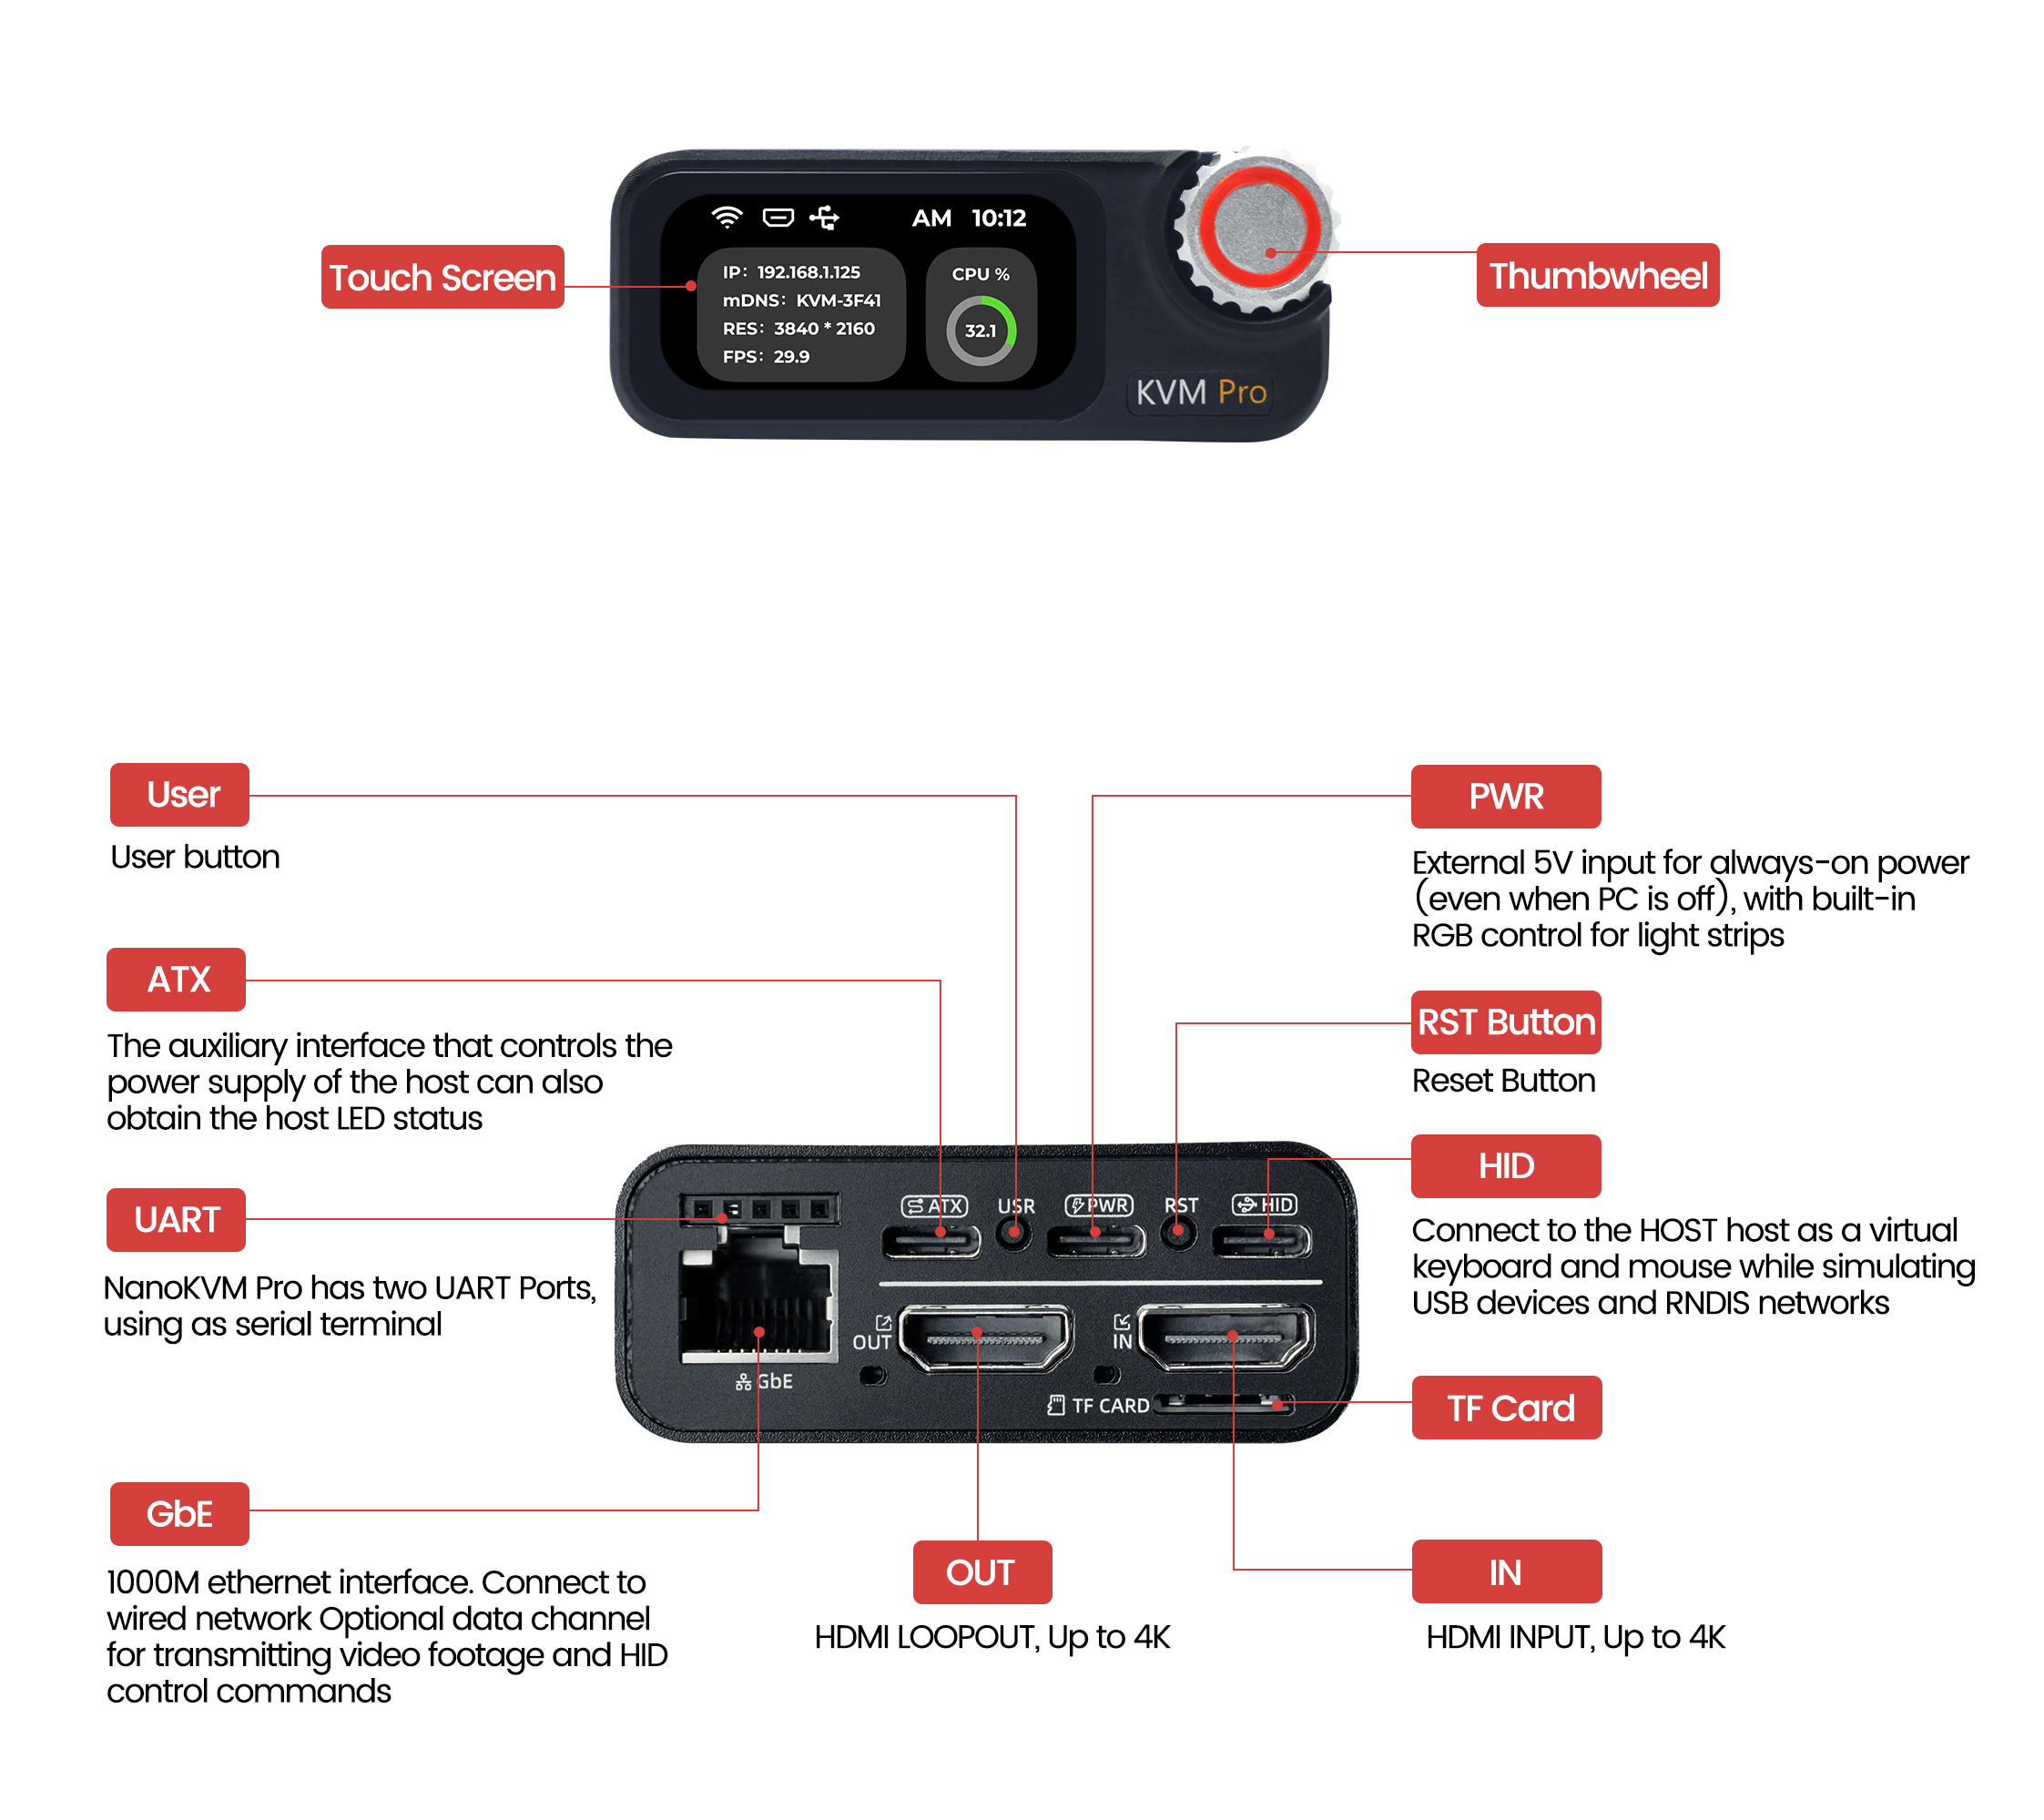 AM 10:12
Touch Screen
IP: 192.168.1.125
mDNS: KVM-3F41
RES: 3840 * 2160
FPS: 29.9
CPU %
32.1
Thumbwheel
KVM Pro
User
User button
PWR
External 5V input for always-on power
(even when PC is off), with built-in
RGB control for light strips
ATX
The auxiliary interface that controls the
power supply of the host can also
obtain the host LED status
RST Button
Reset Button
HID
Connect to the HOST host as a virtual
keyboard and mouse while simulating
USB devices and RNDIS networks
UART
NanoKVM Pro has two UART Ports,
using as serial terminal
ATX
USR
PWR
RST
HID
OUT
IN
GbE
TF CARD
TF Card
GbE
1000M ethernet interface. Connect to
wired network Optional data channel
for transmitting video footage and HID
control commands
OUT
HDMI LOOPOUT, Up to 4K
IN
HDMI INPUT, Up to 4K